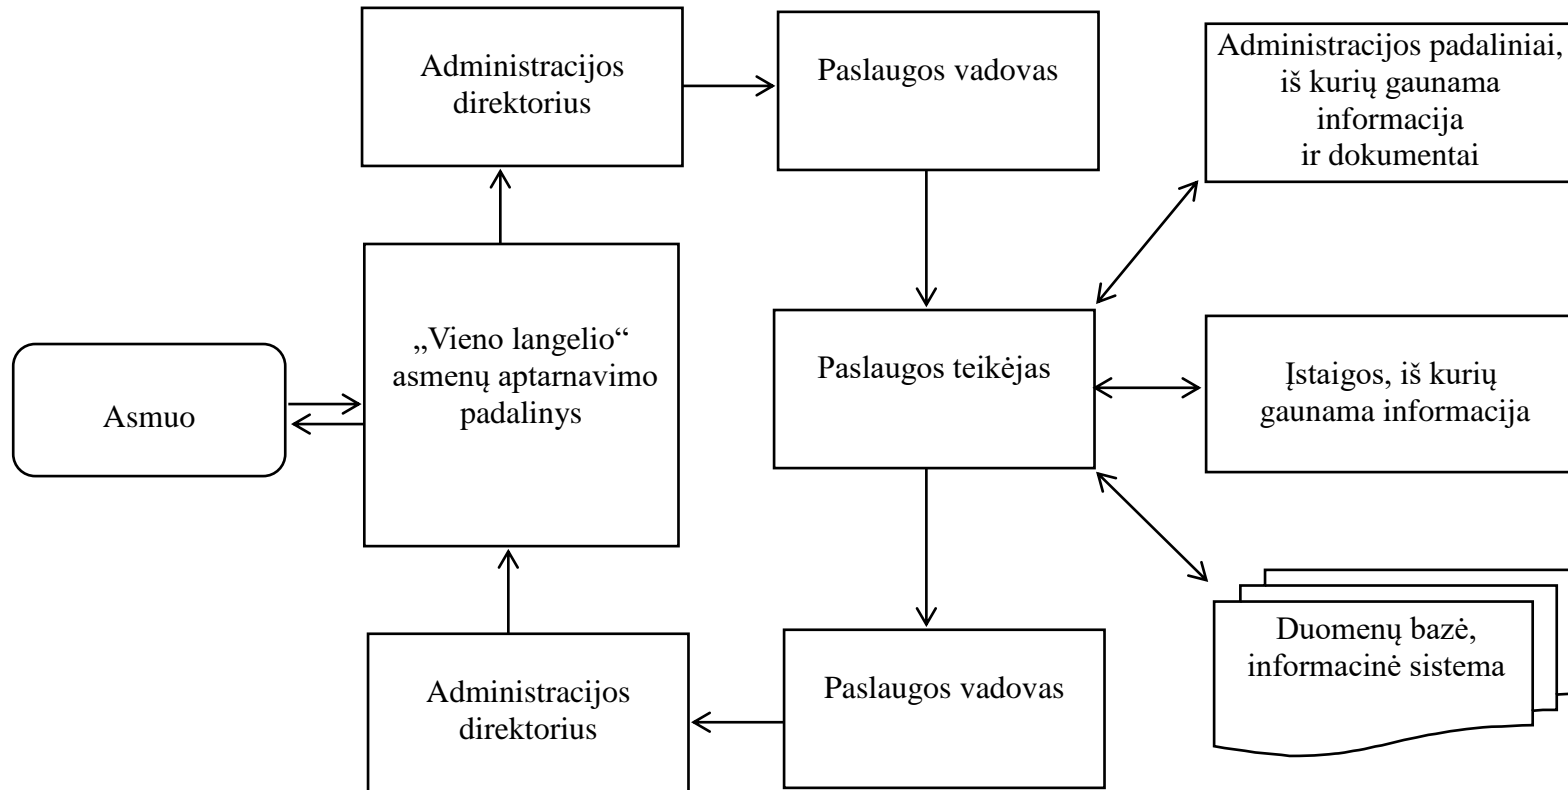 Administracijos
direktorius
Paslaugos vadovas
Administracijos padaliniai,
iš kurių gaunama
informacija
ir dokumentai
„Vieno langelio“
asmenų aptarnavimo
padalinys
Asmuo
Paslaugos teikėjas
Įstaigos, iš kurių
gaunama informacija
Duomenų bazė,
informacinė sistema
Administracijos
direktorius
Paslaugos vadovas